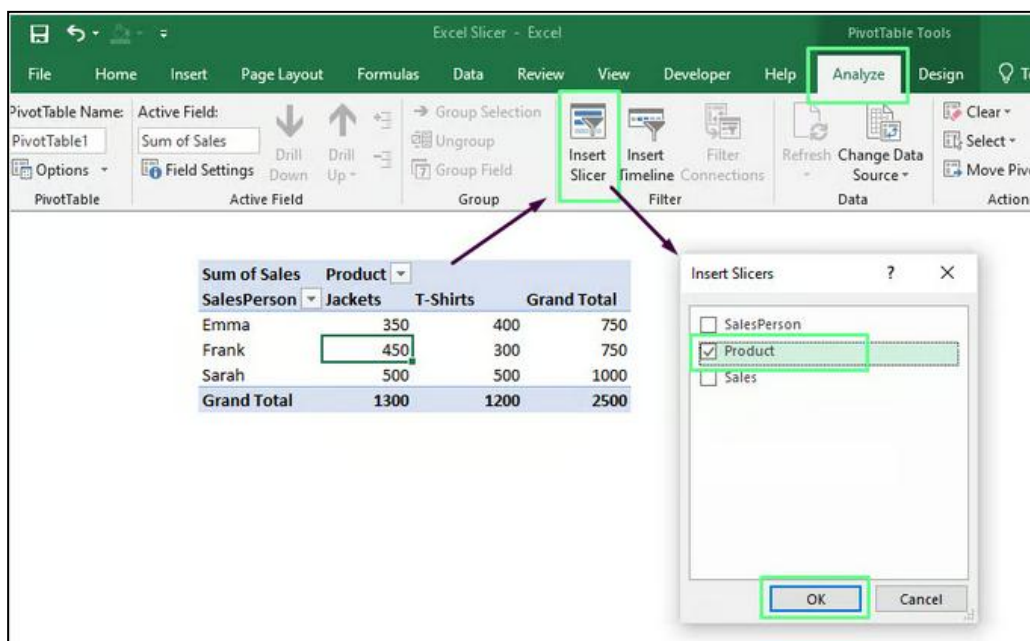 Excel Slicer - Excel
PivotTable Tools
File Home Insert Page Layout Formulas Data Review View Developer Help Analyze Design
PivotTable Name: Active Field: Group Selection Clear
PivotTable1 Sum of Sales Ungroup Select
Options Field Settings Drill Down Drill Up Group Field Insert Slicer Insert Timeline Filter Connections Refresh Change Data Source
PivotTable Active Field Group Filter Data
Sum of Sales Product
SalesPerson Jackets T-Shirts Grand Total
Emma 350 400 750
Frank 450 300 750
Sarah 500 500 1000
Grand Total 1300 1200 2500
Insert Slicers ?
SalesPerson
Product
Sales
OK Cancel